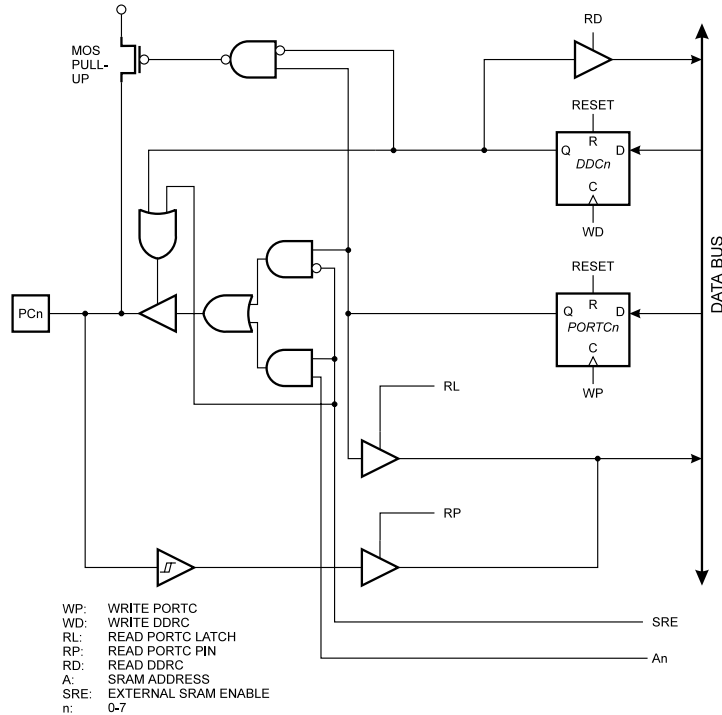 RD
MOS
PULL-
UP
RESET
R
Q D
DDCn
C
WD
RESET
R
Q D
PORTCn
C
WP
PCn
DATA BUS
RL
RP
SRE
An
WP: WRITE PORTC
WD: WRITE DDRC
RL: READ PORTC LATCH
RP: READ PORTC PIN
RD: READ DDRC
A: SRAM ADDRESS
SRE: EXTERNAL SRAM ENABLE
n: 0-7